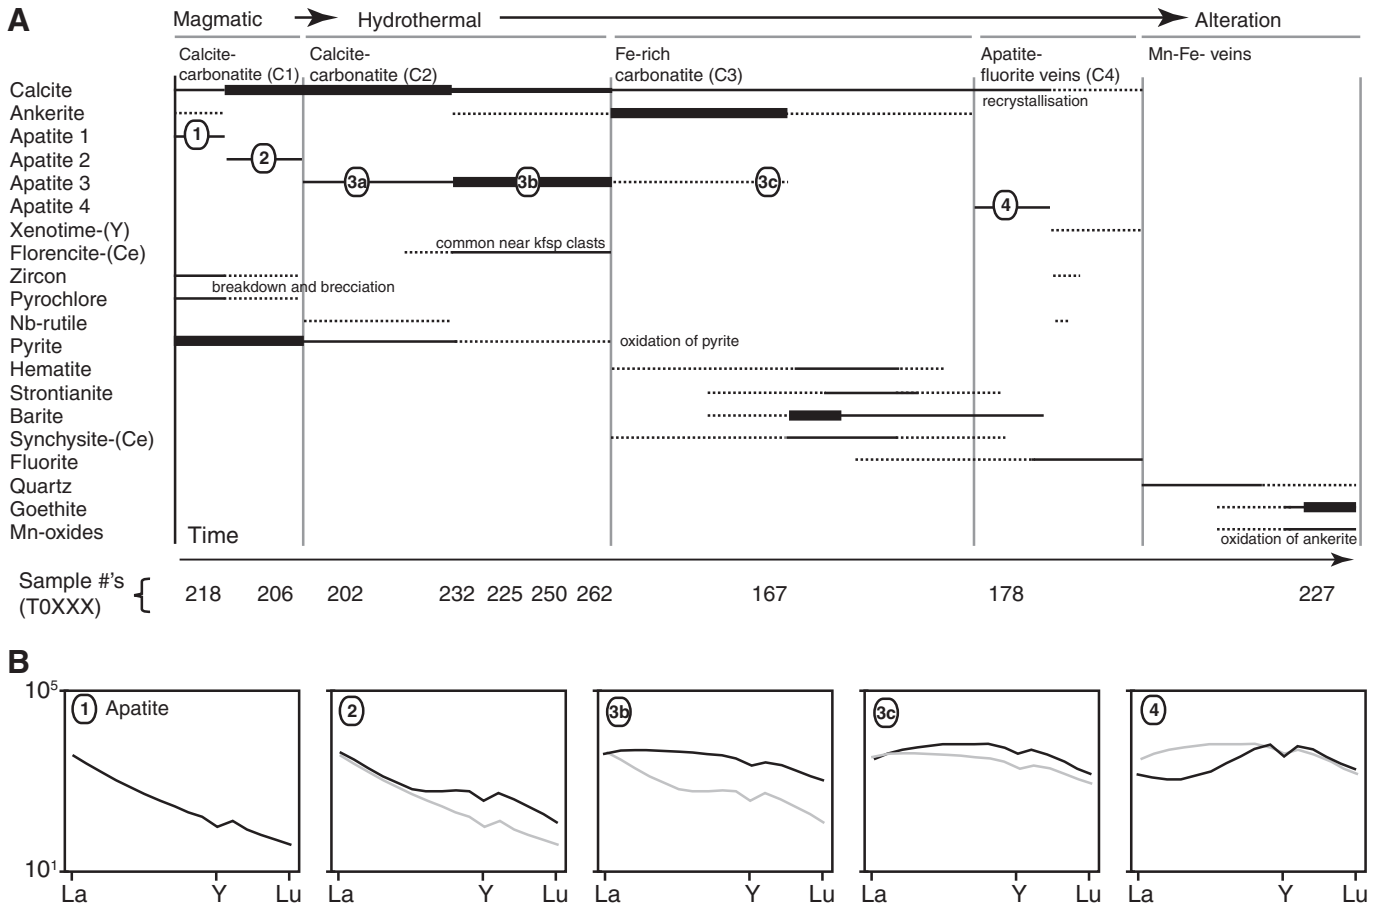 A
Magmatic
Hydrothermal
Alteration
Calcite-
carbonatite (C1)
Calcite-
carbonatite (C2)
Fe-rich
carbonatite (C3)
Apatite-
fluorite veins (C4)
Mn-Fe- veins
Calcite
recrystallisation
Ankerite
Apatite 1
1
Apatite 2
2
Apatite 3
3a
3b
3c
Apatite 4
4
Xenotime-(Y)
Florencite-(Ce)
common near kfsp clasts
Zircon
breakdown and brecciation
Pyrochlore
Nb-rutile
Pyrite
oxidation of pyrite
Hematite
Strontianite
Barite
Synchysite-(Ce)
Fluorite
Quartz
Goethite
Mn-oxides
oxidation of ankerite
Time
Sample #'s
(T0XXX)
218 206 202 232 225 250 262 167 178 227
B
10⁵
10¹
1 Apatite
2
3b
3c
4
La Y Lu
La Y Lu
La Y Lu
La Y Lu
La Y Lu